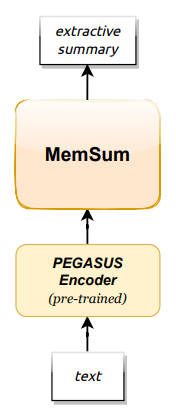 extractive
summary
MemSum
PEGASUS
Encoder
(pre-trained)
text